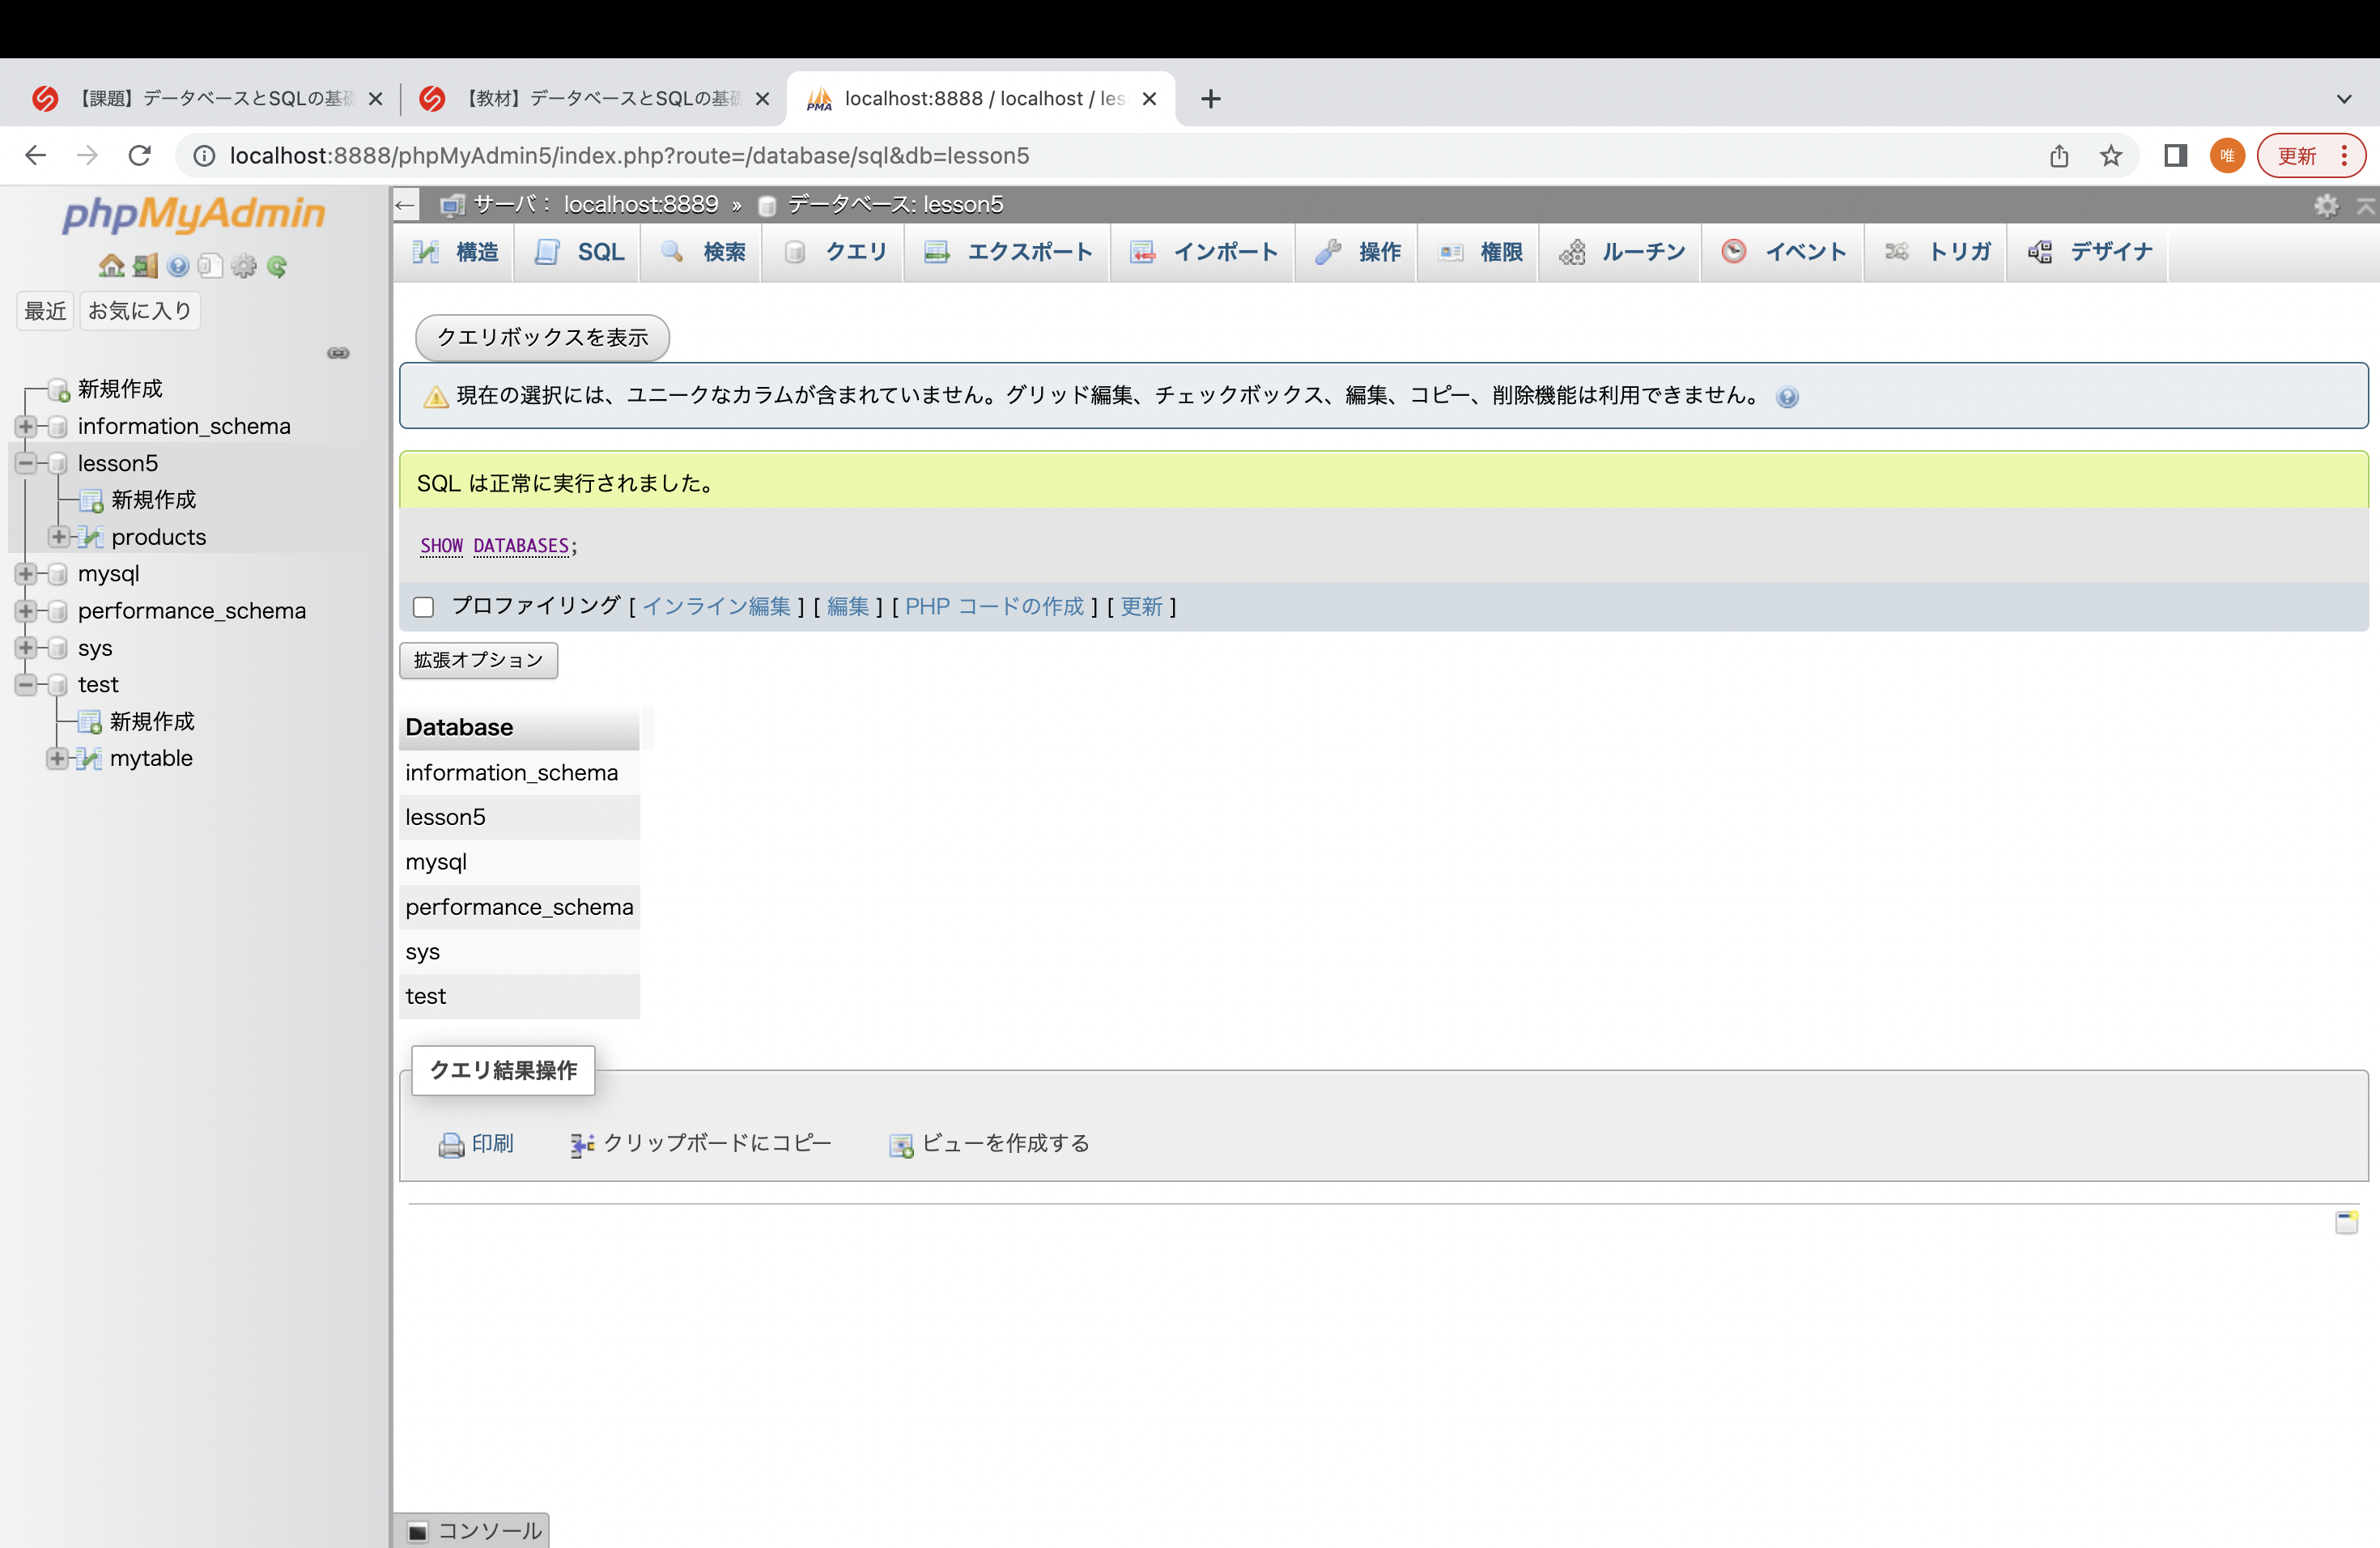 【課題】データベースとSQLの基礎
【教材】データベースとSQLの基礎
PMA
localhost:8888 / localhost / les
localhost:8888/phpMyAdmin5/index.php?route=/database/sql&db=lesson5
唯
更新
phpMyAdmin
最近
お気に入り
新規作成
information_schema
lesson5
新規作成
products
mysql
performance_schema
sys
test
新規作成
mytable
サーバ： localhost:8889 » データベース: lesson5
構造
SQL
検索
クエリ
エクスポート
インポート
操作
権限
ルーチン
イベント
トリガ
デザイナ
クエリボックスを表示
現在の選択には、ユニークなカラムが含まれていません。グリッド編集、チェックボックス、編集、コピー、削除機能は利用できません。
SQL は正常に実行されました。
SHOW DATABASES;
プロファイリング [ インライン編集 ] [ 編集 ] [ PHP コードの作成 ] [ 更新 ]
拡張オプション
Database
information_schema
lesson5
mysql
performance_schema
sys
test
クエリ結果操作
印刷
クリップボードにコピー
ビューを作成する
コンソール